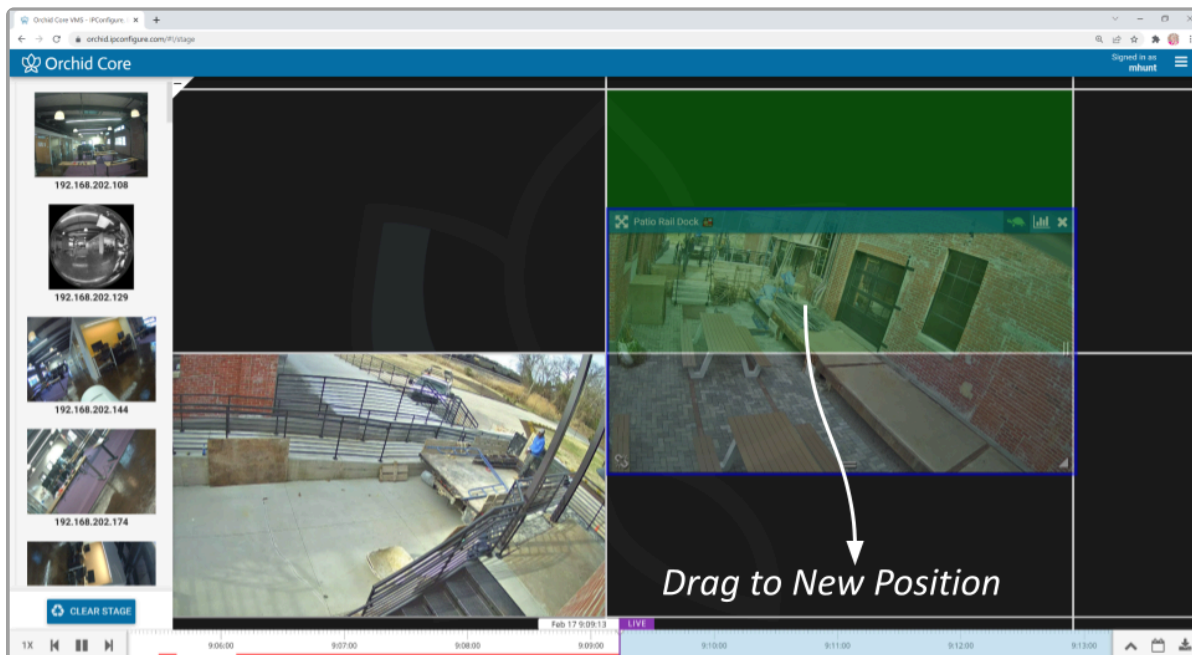 Orchid Core VMS - IPConfigure,
orchid.ipconfigure.com/#!/stage
Orchid Core
Signed in as
mhunt
192.168.202.108
192.168.202.129
192.168.202.144
192.168.202.174
CLEAR STAGE
Patio Rail Dock
Drag to New Position
Feb 17 9:09:13 LIVE
1X 9:06:00 9:07:00 9:08:00 9:09:00 9:10:00 9:11:00 9:12:00 9:13:00